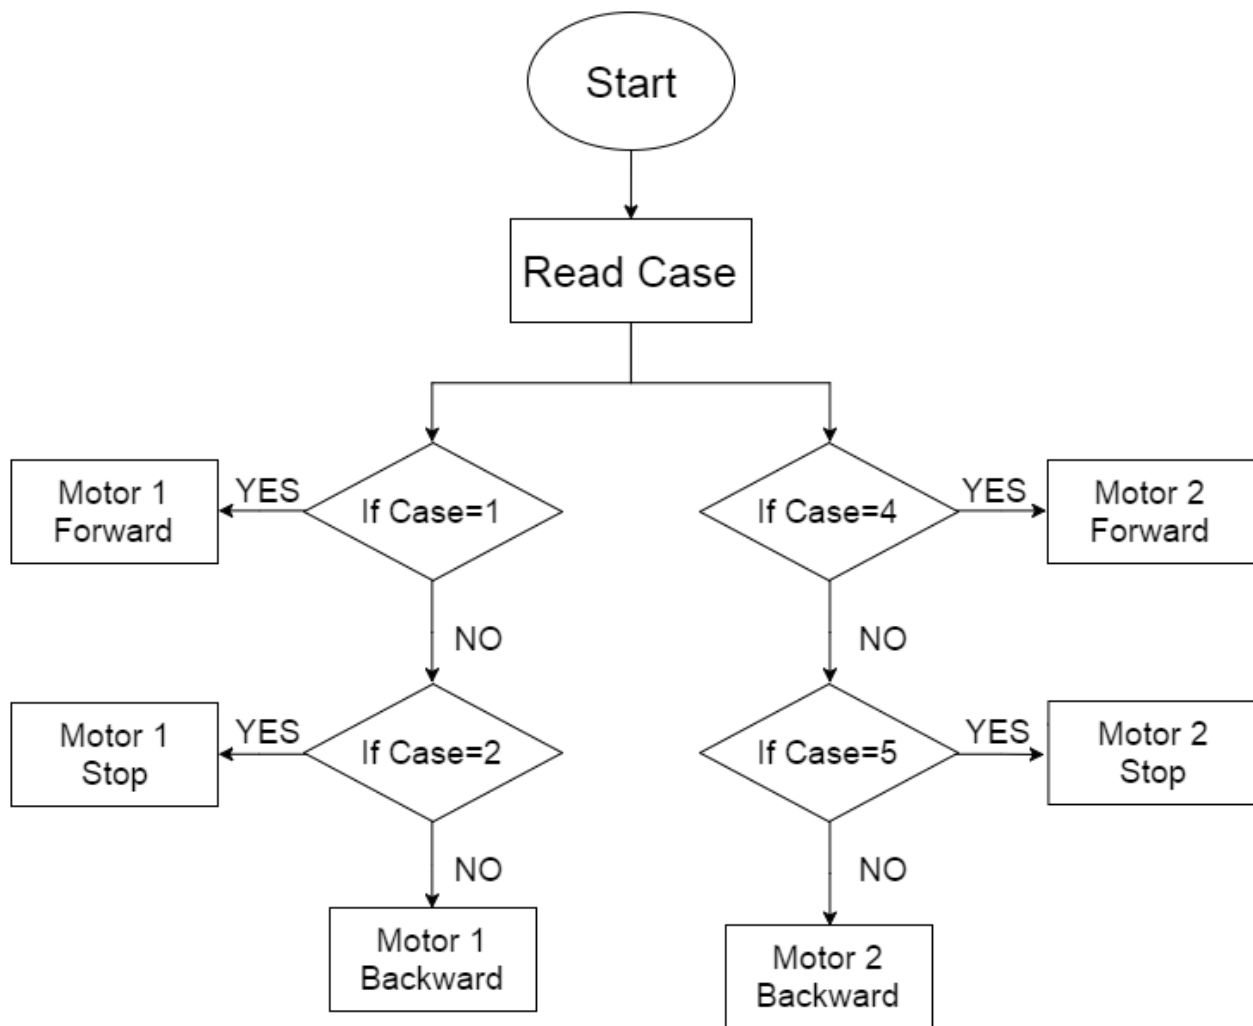 Start
Read Case
Motor 1
Forward
YES
If Case=1
If Case=4
YES
Motor 2
Forward
NO
NO
Motor 1
Stop
YES
If Case=2
If Case=5
YES
Motor 2
Stop
NO
NO
Motor 1
Backward
Motor 2
Backward